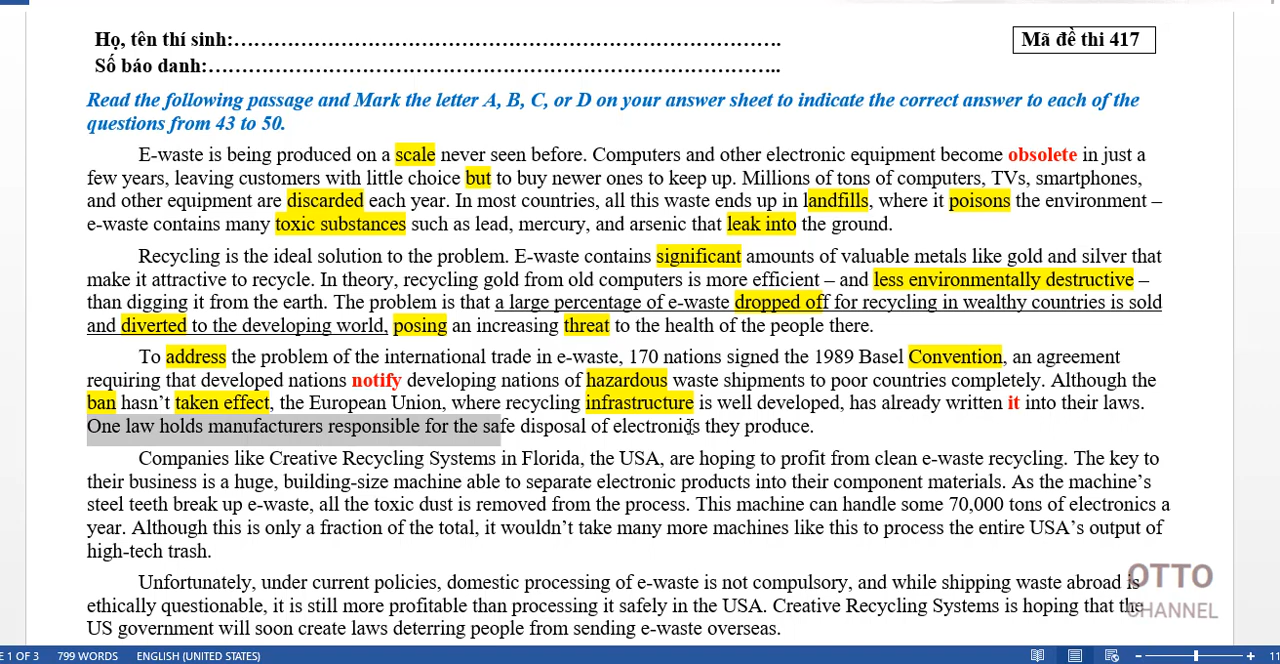 Họ, tên thí sinh:……………………………………………………………………….
Mã đề thi 417
Số báo danh:…………………………………………………………………………..
Read the following passage and Mark the letter A, B, C, or D on your answer sheet to indicate the correct answer to each of the
questions from 43 to 50.
E-waste is being produced on a scale never seen before. Computers and other electronic equipment become obsolete in just a
few years, leaving customers with little choice but to buy newer ones to keep up. Millions of tons of computers, TVs, smartphones,
and other equipment are discarded each year. In most countries, all this waste ends up in landfills, where it poisons the environment –
e-waste contains many toxic substances such as lead, mercury, and arsenic that leak into the ground.
Recycling is the ideal solution to the problem. E-waste contains significant amounts of valuable metals like gold and silver that
make it attractive to recycle. In theory, recycling gold from old computers is more efficient – and less environmentally destructive –
than digging it from the earth. The problem is that a large percentage of e-waste dropped off for recycling in wealthy countries is sold
and diverted to the developing world, posing an increasing threat to the health of the people there.
To address the problem of the international trade in e-waste, 170 nations signed the 1989 Basel Convention, an agreement
requiring that developed nations notify developing nations of hazardous waste shipments to poor countries completely. Although the
ban hasn't taken effect, the European Union, where recycling infrastructure is well developed, has already written it into their laws.
One law holds manufacturers responsible for the safe disposal of electronics they produce.
Companies like Creative Recycling Systems in Florida, the USA, are hoping to profit from clean e-waste recycling. The key to
their business is a huge, building-size machine able to separate electronic products into their component materials. As the machine's
steel teeth break up e-waste, all the toxic dust is removed from the process. This machine can handle some 70,000 tons of electronics a
year. Although this is only a fraction of the total, it wouldn't take many more machines like this to process the entire USA's output of
high-tech trash.
Unfortunately, under current policies, domestic processing of e-waste is not compulsory, and while shipping waste abroad is
ethically questionable, it is still more profitable than processing it safely in the USA. Creative Recycling Systems is hoping that the
US government will soon create laws deterring people from sending e-waste overseas.
OTTO
CHANNEL
E 1 OF 3 799 WORDS ENGLISH (UNITED STATES) 11